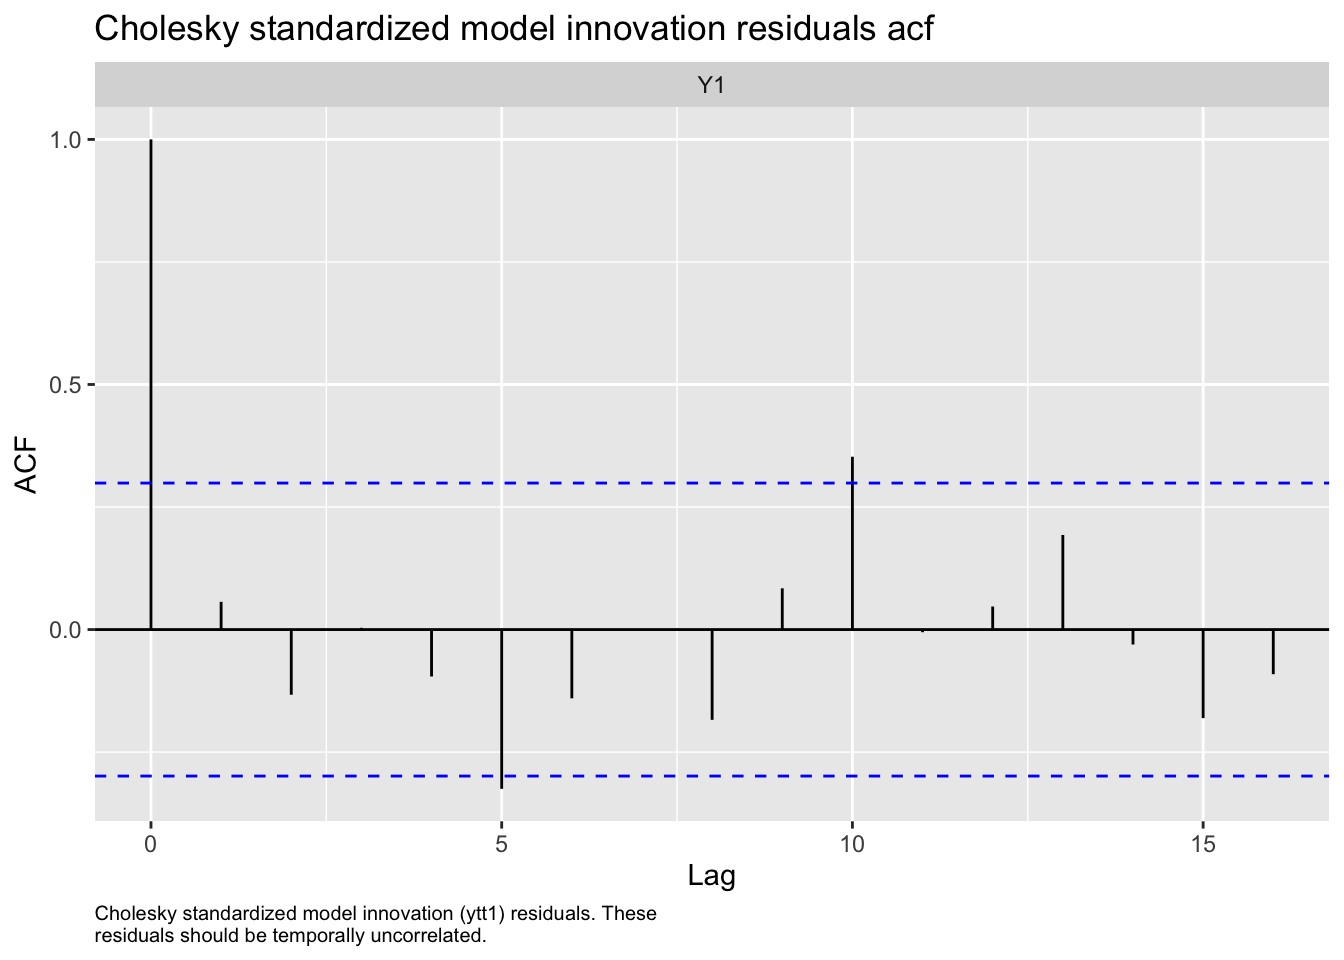 Cholesky standardized model innovation residuals acf
Y1
1.0
0.5
0.0
ACF
0
5
10
15
Lag
Cholesky standardized model innovation (ytt1) residuals. These
residuals should be temporally uncorrelated.